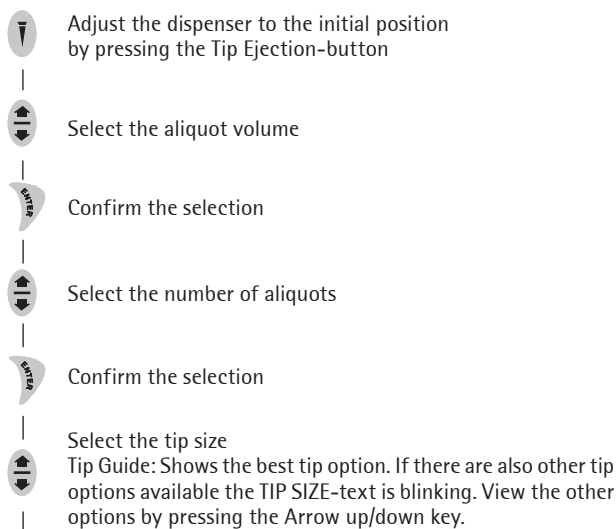 Adjust the dispenser to the initial position
by pressing the Tip Ejection-button
Select the aliquot volume
ENTER
Confirm the selection
Select the number of aliquots
ENTER
Confirm the selection
Select the tip size
Tip Guide: Shows the best tip option. If there are also other tip
options available the TIP SIZE-text is blinking. View the other
options by pressing the Arrow up/down key.